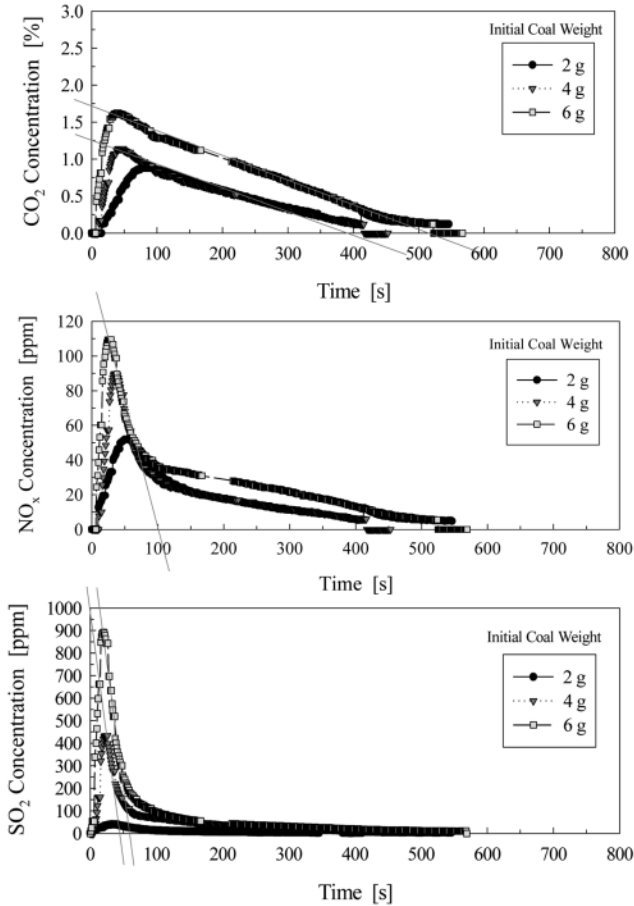 3.0
2.5
2.0
1.5
1.0
0.5
0.0
CO2 Concentration [%]
Initial Coal Weight
2 g
4 g
6 g
0 100 200 300 400 500 600 700 800
Time [s]
120
100
80
60
40
20
0
NOx Concentration [ppm]
Initial Coal Weight
2 g
4 g
6 g
0 100 200 300 400 500 600 700 800
Time [s]
1000
900
800
700
600
500
400
300
200
100
0
SO2 Concentration [ppm]
Initial Coal Weight
2 g
4 g
6 g
0 100 200 300 400 500 600 700 800
Time [s]